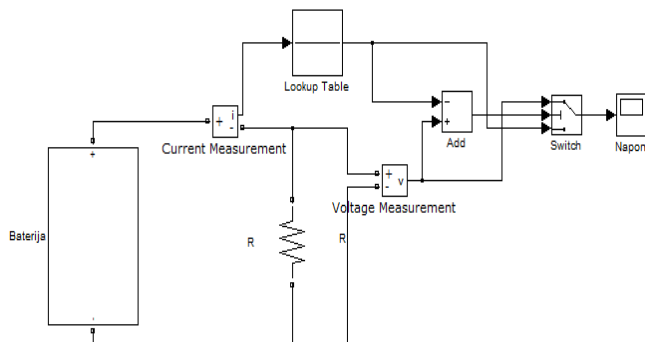 Lookup Table
i
+
-
Current Measurement
-
+
Add
Switch
Napon
+
-
v
Voltage Measurement
+
Baterija
-
R
R